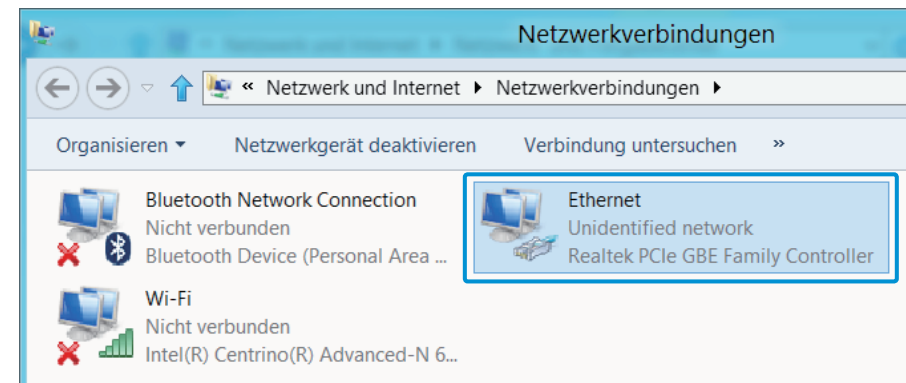 Netzwerkverbindungen
« Netzwerk und Internet Netzwerkverbindungen
Organisieren Netzwerkgerät deaktivieren Verbindung untersuchen »
Bluetooth Network Connection
Nicht verbunden
Bluetooth Device (Personal Area ...
Ethernet
Unidentified network
Realtek PCIe GBE Family Controller
Wi-Fi
Nicht verbunden
Intel(R) Centrino(R) Advanced-N 6...